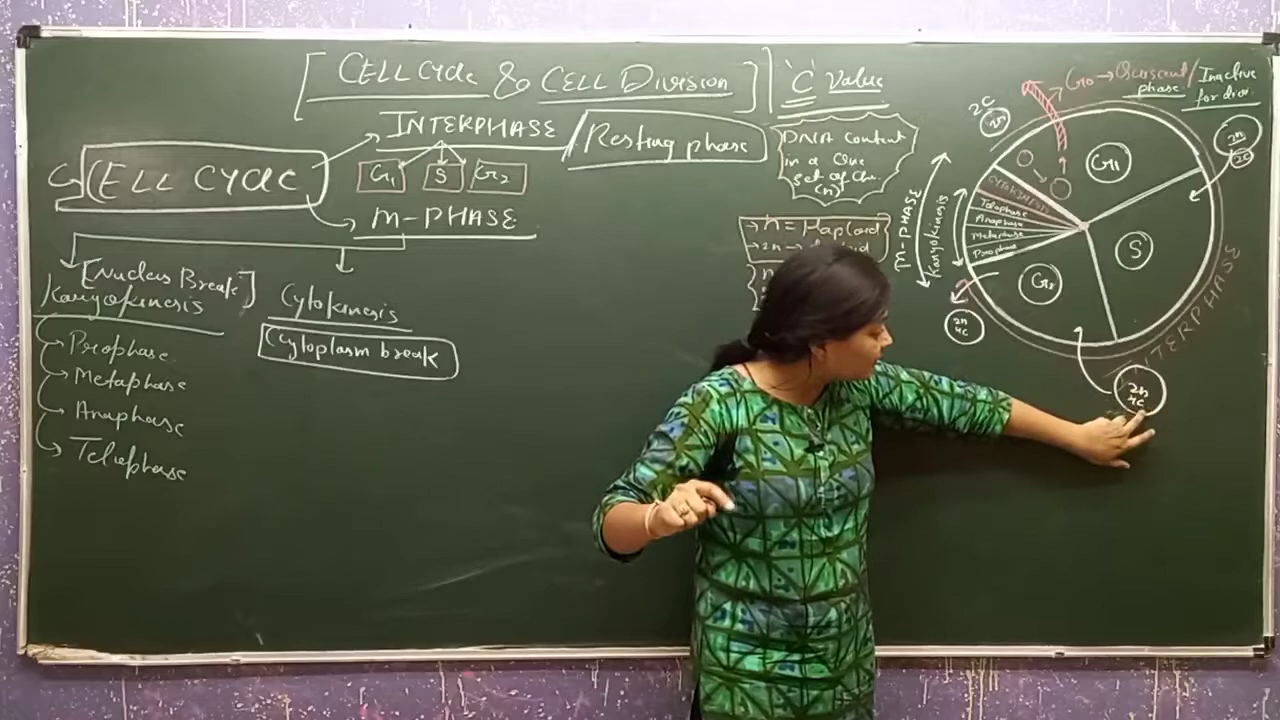 [CELL Cycle & CELL Division]
'C' Value
CELL CYCLE
INTERPHASE / Resting phase
G1 S G2
M-PHASE
[Nucleus Break]
Karyokinesis
Prophase
Metaphase
Anaphase
Telophase
Cytokinesis
Cytoplasm break
DNA Content
in a One
set of Chr.
(n)
→ n = Haploid
→ 2n →
G0 → Quiescent phase / Inactive for divi.
2C
2n
2n
2C
G1
S
G2
CYTOKINESIS
Telophase
Anaphase
Metaphase
Prophase
M-PHASE
Karyokinesis
2n
4C
2n
4C
INTERPHASE